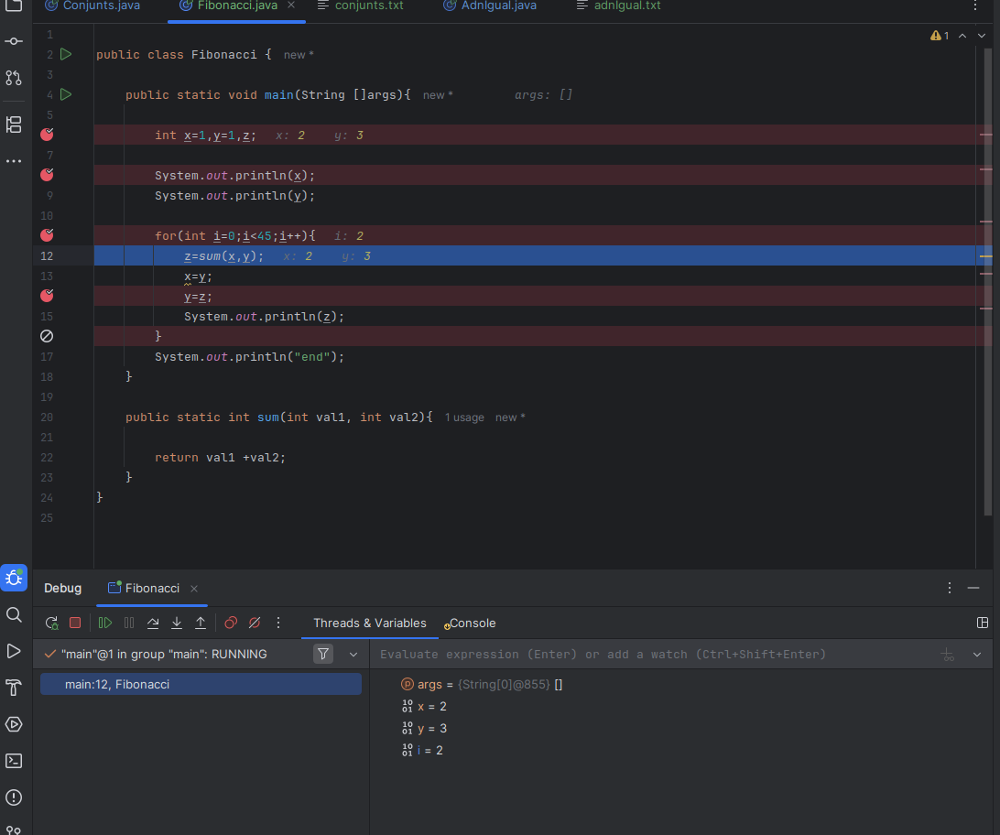 Conjunts.java Fibonacci.java conjunts.txt AdnIgual.java adnIgual.txt
1
2 public class Fibonacci { new *
3
4 public static void main(String []args){ new * args: []
5
int x=1,y=1,z; x: 2 y: 3
7
System.out.println(x);
9 System.out.println(y);
10
for(int i=0;i<45;i++){ i: 2
12 z=sum(x,y); x: 2 y: 3
13 x=y;
y=z;
15 System.out.println(z);
}
17 System.out.println("end");
18 }
19
20 public static int sum(int val1, int val2){ 1 usage new *
21
22 return val1 +val2;
23 }
24 }
25
1
Debug Fibonacci
Threads & Variables Console
"main"@1 in group "main": RUNNING
Evaluate expression (Enter) or add a watch (Ctrl+Shift+Enter)
main:12, Fibonacci
args = {String[0]@855} []
x = 2
y = 3
i = 2